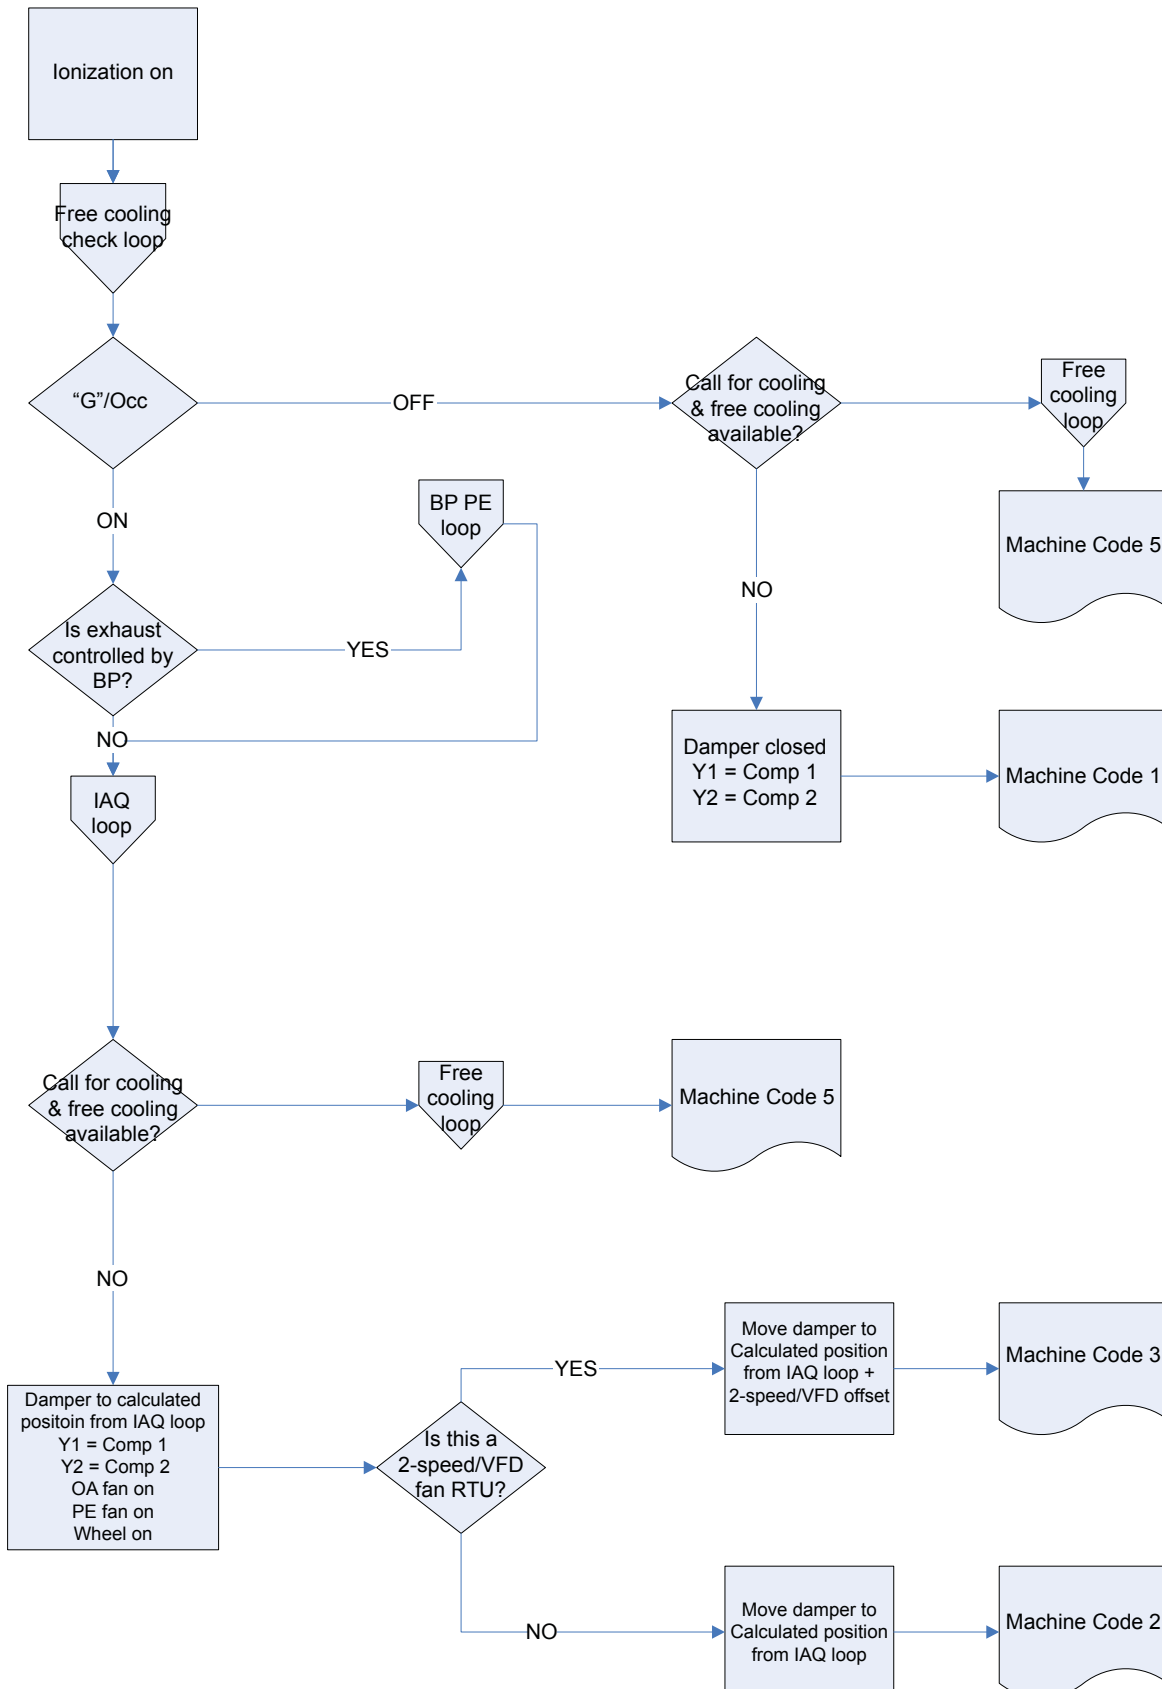 Ionization on
Free cooling
check loop
“G”/Occ
OFF
Call for cooling
& free cooling
available?
Free
cooling
loop
Machine Code 5
ON
BP PE
loop
NO
Is exhaust
controlled by
BP?
YES
Damper closed
Y1 = Comp 1
Y2 = Comp 2
Machine Code 1
NO
IAQ
loop
Call for cooling
& free cooling
available?
Free
cooling
loop
Machine Code 5
NO
Damper to calculated
positoin from IAQ loop
Y1 = Comp 1
Y2 = Comp 2
OA fan on
PE fan on
Wheel on
Is this a
2-speed/VFD
fan RTU?
YES
Move damper to
Calculated position
from IAQ loop +
2-speed/VFD offset
Machine Code 3
NO
Move damper to
Calculated position
from IAQ loop
Machine Code 2